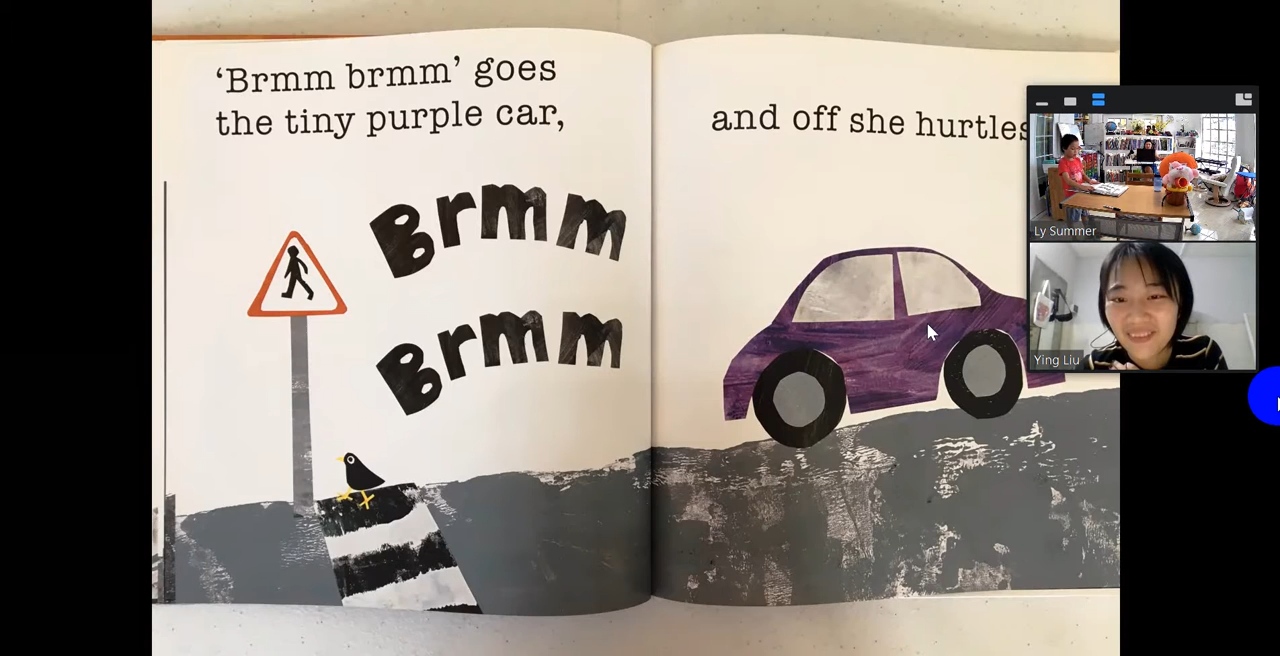 ‘Brmm brmm’ goes
the tiny purple car,
Brmm
Brmm
and off she hurtles
Ly Summer
Ying Liu